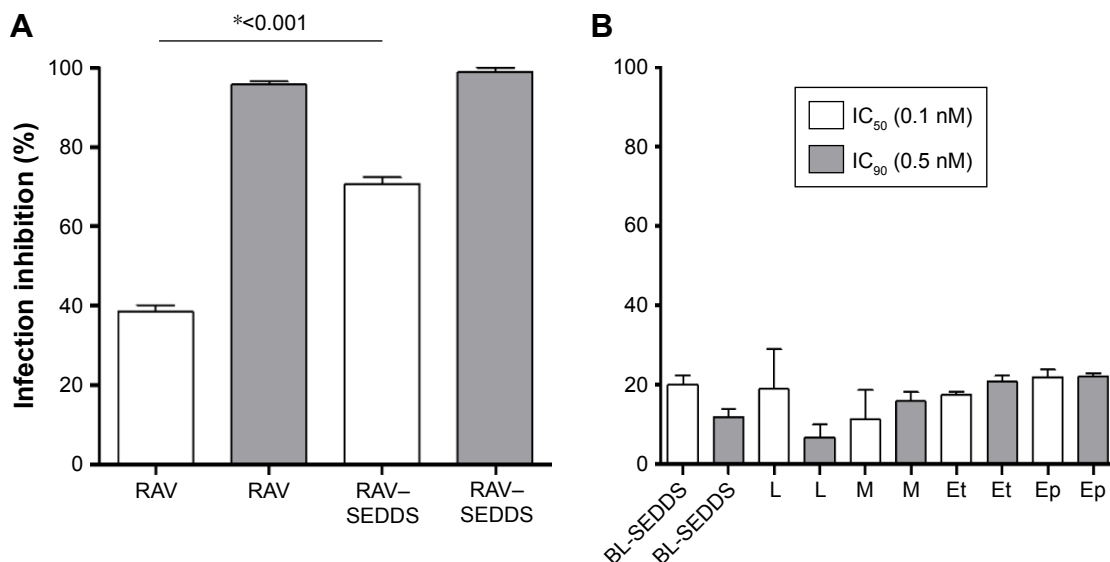 A
*<0.001
Infection inhibition (%)
100
80
60
40
20
0
RAV
RAV
RAV–
SEDDS
RAV–
SEDDS
B
100
80
60
40
20
0
IC₅₀ (0.1 nM)
IC₉₀ (0.5 nM)
BL-SEDDS
BL-SEDDS
L
L
M
M
Et
Et
Ep
Ep